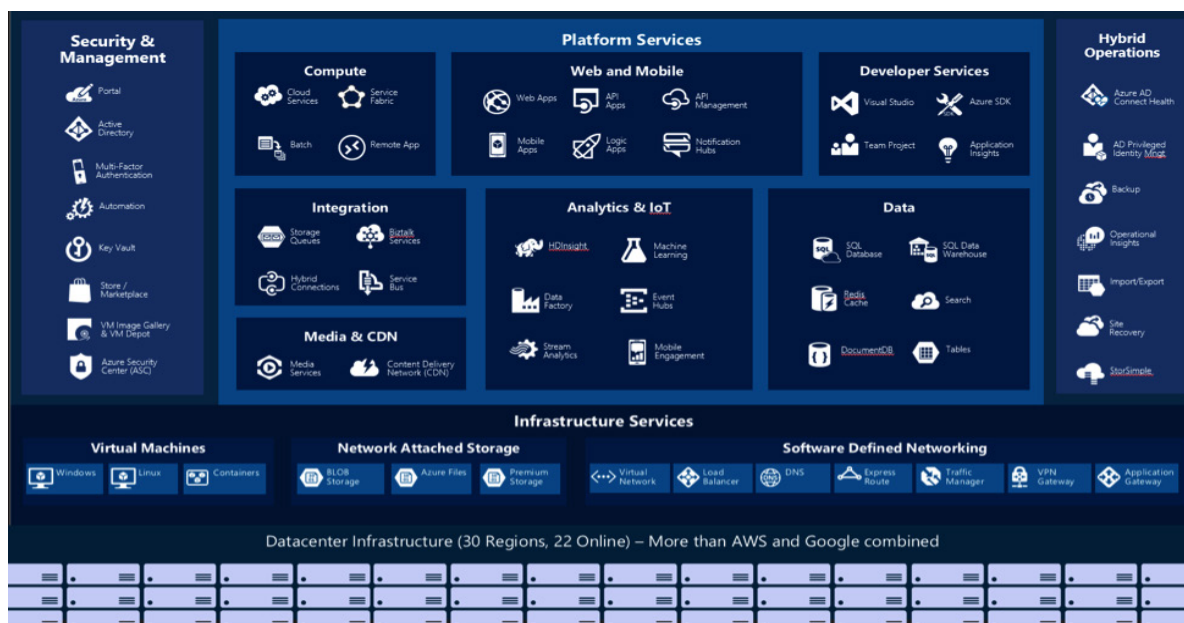 Security &
Management
Portal
Active
Directory
Multi-Factor
Authentication
Automation
Key Vault
Store /
Marketplace
VM Image Gallery
& VM Depot
Azure Security
Center (ASC)
Platform Services
Compute
Cloud
Services
Service
Fabric
Batch
Remote App
Web and Mobile
Web Apps
API
Apps
API
Management
Mobile
Apps
Logic
Apps
Notification
Hubs
Developer Services
Visual Studio
Azure SDK
Team Project
Application
Insights
Integration
Storage
Queues
Biztalk
Services
Hybrid
Connections
Service
Bus
Analytics & IoT
HDInsight
Machine
Learning
Data
Factory
Event
Hubs
Stream
Analytics
Mobile
Engagement
Data
SQL
Database
SQL Data
Warehouse
Redis
Cache
Search
DocumentDB
Tables
Media & CDN
Media
Services
Content Delivery
Network (CDN)
Hybrid
Operations
Azure AD
Connect Health
AD Privileged
Identity Mngt
Backup
Operational
Insights
Import/Export
Site
Recovery
StorSimple
Infrastructure Services
Virtual Machines
Windows
Linux
Containers
Network Attached Storage
BLOB
Storage
Azure Files
Premium
Storage
Software Defined Networking
Virtual
Network
Load
Balancer
DNS
Express
Route
Traffic
Manager
VPN
Gateway
Application
Gateway
Datacenter Infrastructure (30 Regions, 22 Online) – More than AWS and Google combined